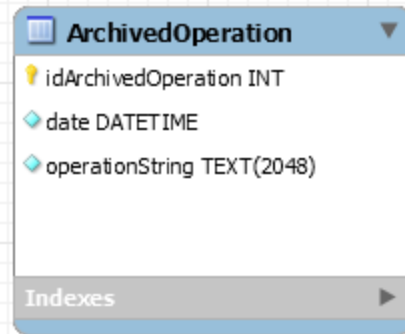 ArchivedOperation
idArchivedOperation INT
date DATETIME
operationString TEXT(2048)
Indexes